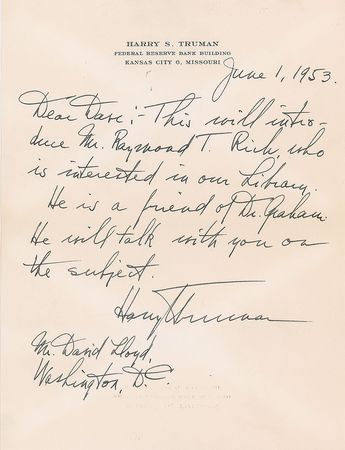 HARRY S. TRUMAN
FEDERAL RESERVE BANK BUILDING
KANSAS CITY 6, MISSOURI
June 1, 1953.
Dear Dave:- This will intro-
duce Mr. Raymond T. Rich, who
is interested in our Library.
He is a friend of Dr. Graham.
He will talk with you on
the subject.
Harry Truman
Mr. David Lloyd,
Washington, D.C.